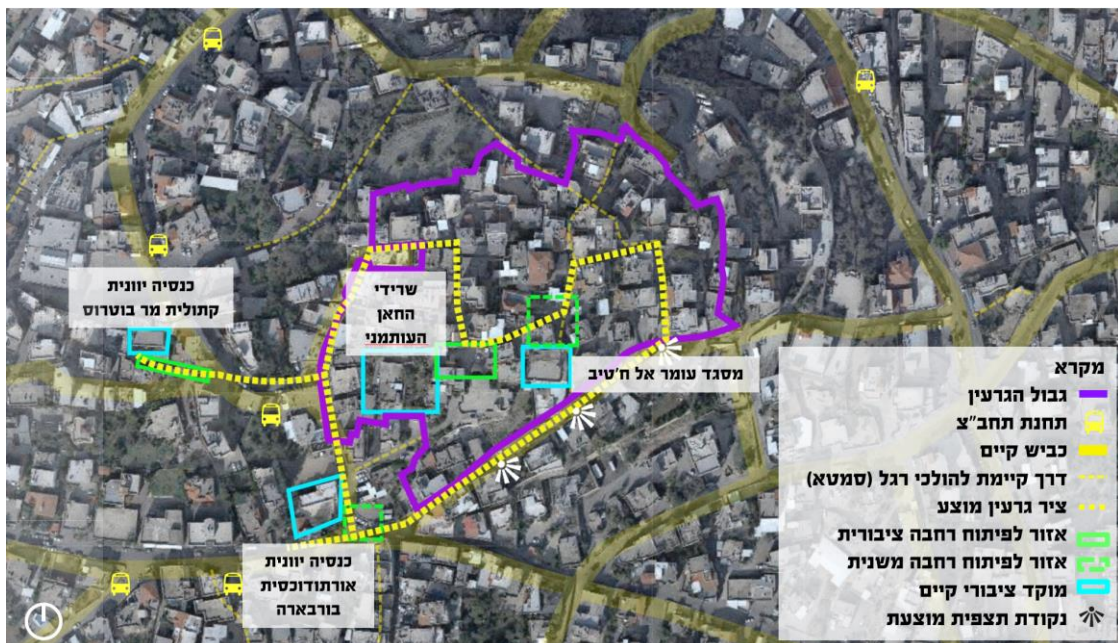 כנסיה יוונית
קתולית מר בוטרוס
שרידי
החאן
העותמני
מסגד עומר אל ח'טיב
כנסיה יוונית
אורתודוכסית
בורבארה
מקרא
גבול הגרעין
תחנת תחב"צ
כביש קיים
דרך קיימת להולכי רגל (סמטא)
ציר גרעין מוצע
אזור לפיתוח רחבה ציבורית
אזור לפיתוח רחבה משנית
מוקד ציבורי קיים
נקודת תצפית מוצעת